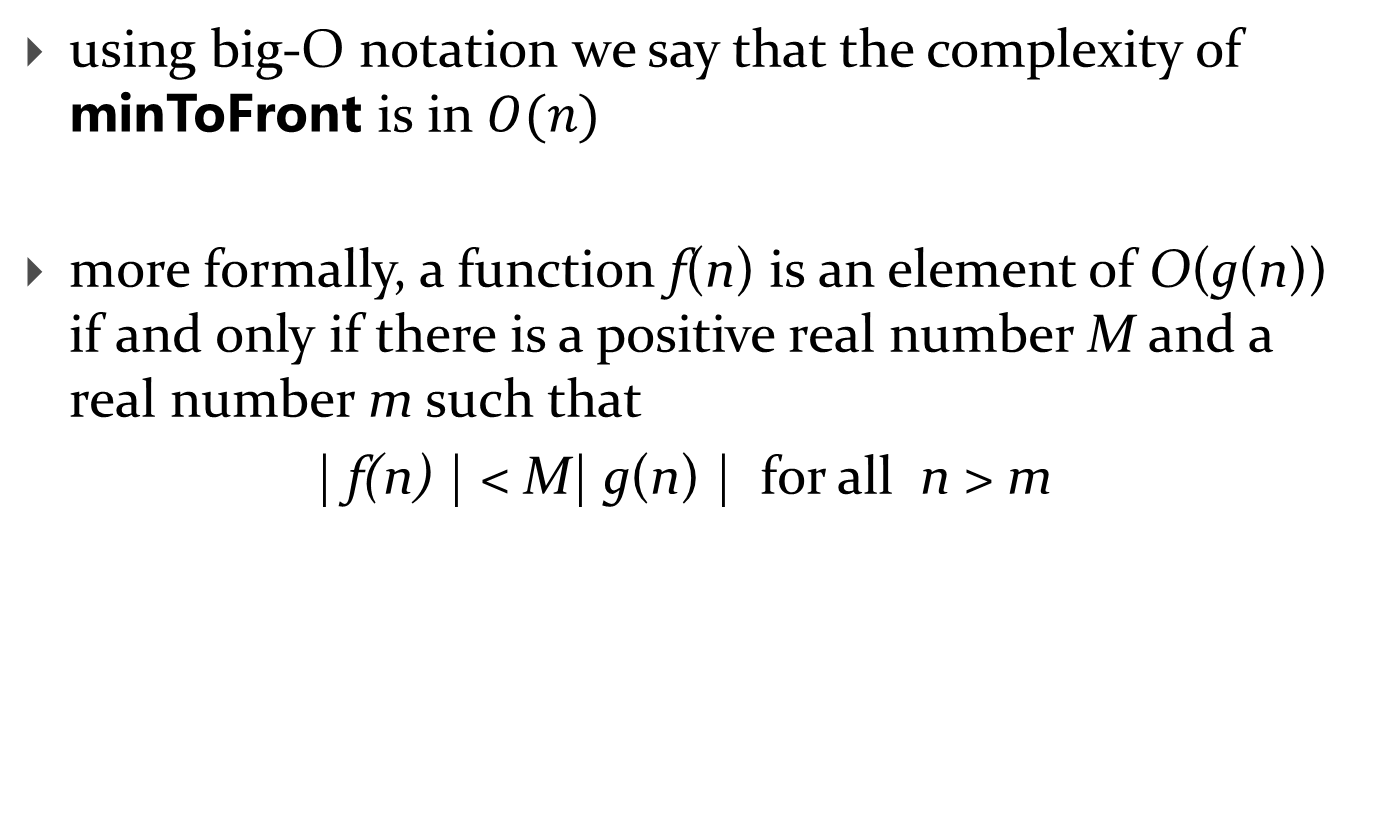 using big-O notation we say that the complexity of
minToFront is in O(n)
more formally, a function f(n) is an element of O(g(n))
if and only if there is a positive real number M and a
real number m such that
| f(n) | < M| g(n) | for all n > m